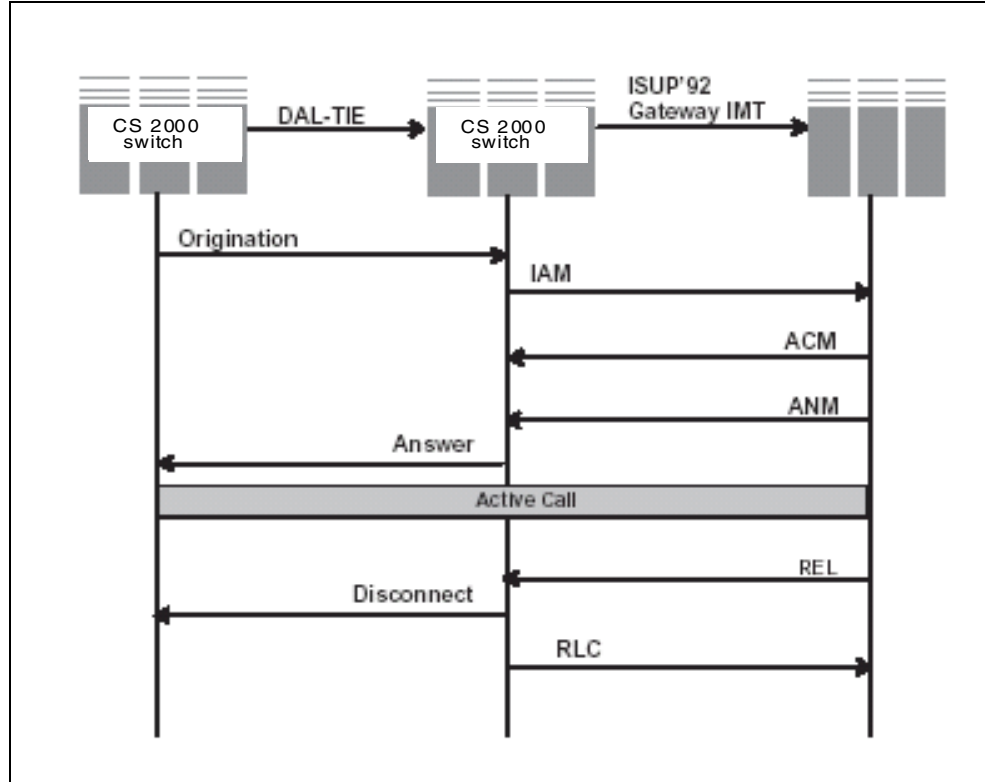 CS 2000
switch
DAL-TIE
CS 2000
switch
ISUP'92
Gateway IMT
Origination
IAM
ACM
ANM
Answer
Active Call
REL
Disconnect
RLC